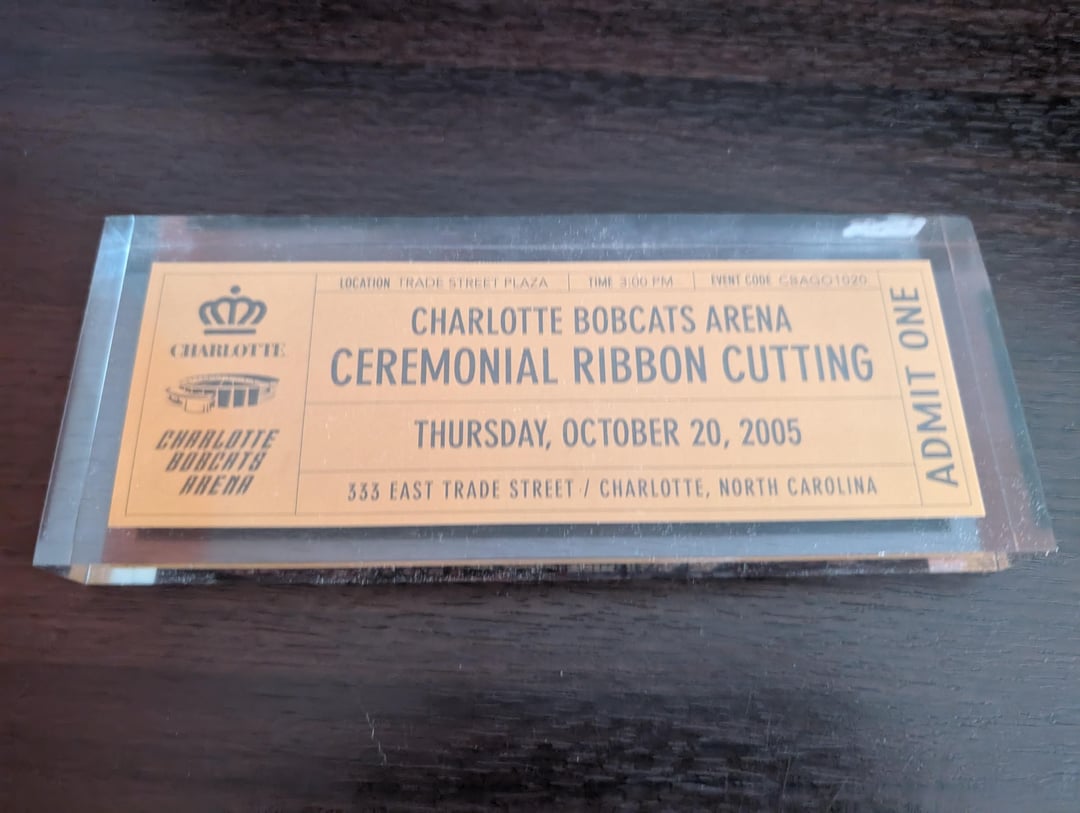 CHARLOTTE
CHARLOTTE
BOBCATS
ARENA
LOCATION TRADE STREET PLAZA TIME 3:00 PM EVENT CODE CBAGO1020
CHARLOTTE BOBCATS ARENA
CEREMONIAL RIBBON CUTTING
THURSDAY, OCTOBER 20, 2005
333 EAST TRADE STREET / CHARLOTTE, NORTH CAROLINA
ADMIT ONE